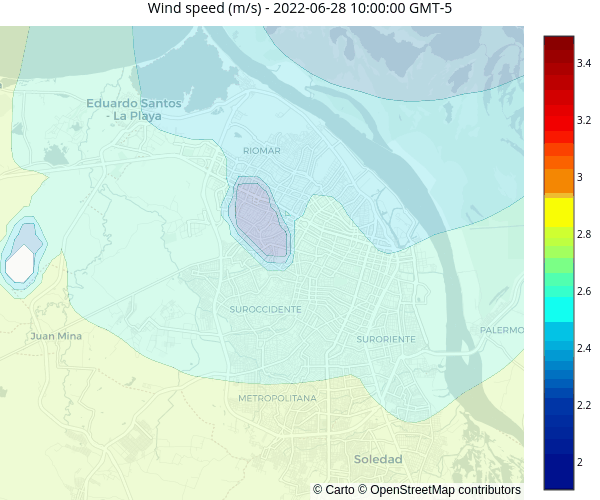 Wind speed (m/s) - 2022-06-28 10:00:00 GMT-5
Eduardo Santos
- La Playa
RIOMAR
SUROCCIDENTE
Juan Mina
SURORIENTE
PALERMO
METROPOLITANA
Soledad
© Carto © OpenStreetMap contributors
3.4
3.2
3
2.8
2.6
2.4
2.2
2